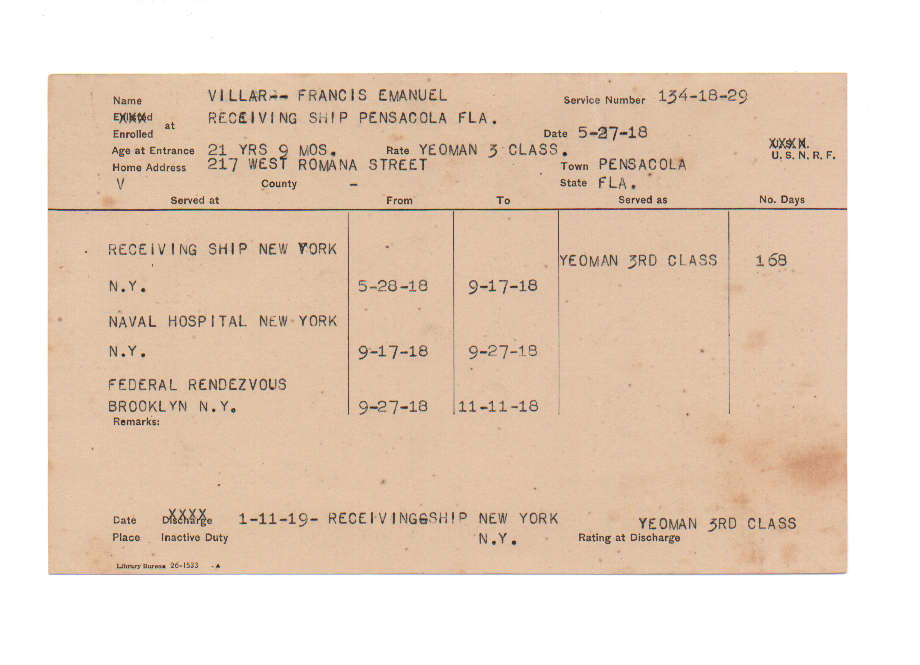 Name VILLAR-- FRANCIS EMANUEL Service Number 134-18-29
Enlisted
Enrolled at RECEIVING SHIP PENSACOLA FLA. Date 5-27-18
Age at Entrance 21 YRS 9 MOS. Rate YEOMAN 3 CLASS. U. S. N. R. F.
Home Address 217 WEST ROMANA STREET Town PENSACOLA
V County - State FLA.
Served at From To Served as No. Days
RECEIVING SHIP NEW YORK
YEOMAN 3RD CLASS 168
N.Y. 5-28-18 9-17-18
NAVAL HOSPITAL NEW YORK
N.Y. 9-17-18 9-27-18
FEDERAL RENDEZVOUS
BROOKLYN N.Y. 9-27-18 11-11-18
Remarks:
Date Discharge 1-11-19- RECEIVING&SHIP NEW YORK YEOMAN 3RD CLASS
Place Inactive Duty N.Y. Rating at Discharge
Library Bureau 26-1533